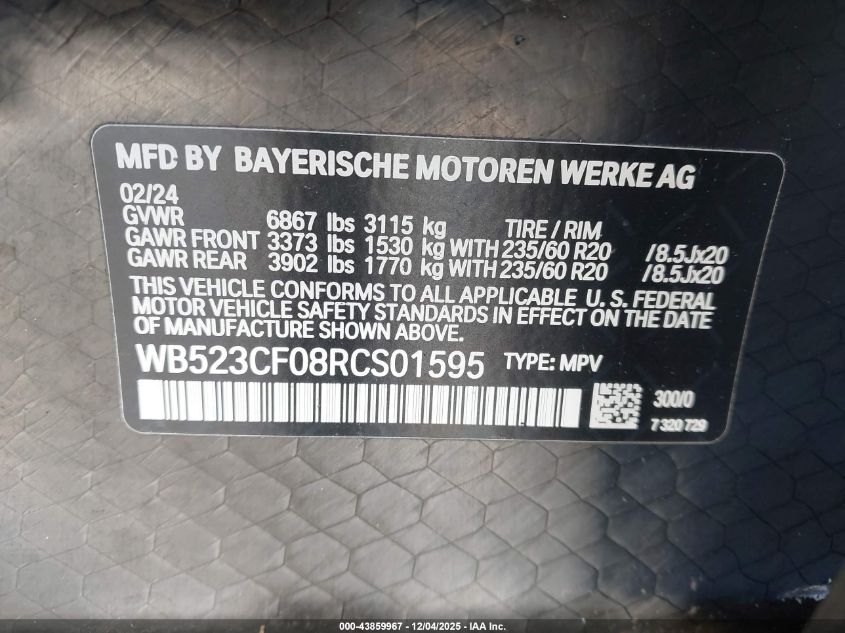 MFD BY BAYERISCHE MOTOREN WERKE AG
02/24
GVWR 6867 lbs 3115 kg TIRE / RIM
GAWR FRONT 3373 lbs 1530 kg WITH 235/60 R20 /8.5Jx20
GAWR REAR 3902 lbs 1770 kg WITH 235/60 R20 /8.5Jx20
THIS VEHICLE CONFORMS TO ALL APPLICABLE U.S. FEDERAL
MOTOR VEHICLE SAFETY STANDARDS IN EFFECT ON THE DATE
OF MANUFACTURE SHOWN ABOVE.
WB523CF08RCS01595 TYPE: MPV
300/0
7 320 729
000-43859967 - 12/04/2025 - IAA Inc.